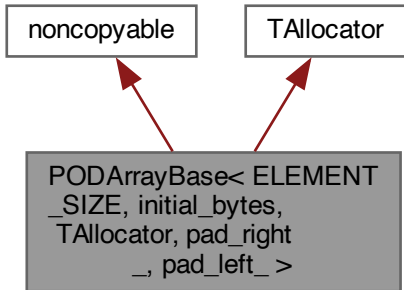 noncopyable
TAllocator
PODArrayBase< ELEMENT
_SIZE, initial_bytes,
TAllocator, pad_right
_, pad_left_ >